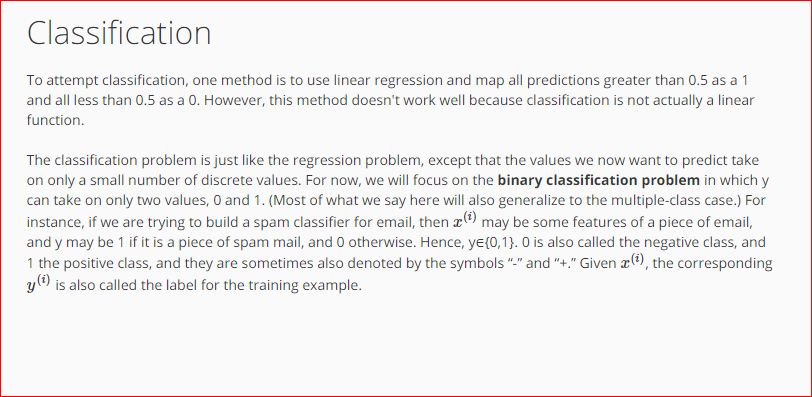 Classification
To attempt classification, one method is to use linear regression and map all predictions greater than 0.5 as a 1
and all less than 0.5 as a 0. However, this method doesn't work well because classification is not actually a linear
function.
The classification problem is just like the regression problem, except that the values we now want to predict take
on only a small number of discrete values. For now, we will focus on the binary classification problem in which y
can take on only two values, 0 and 1. (Most of what we say here will also generalize to the multiple-class case.) For
instance, if we are trying to build a spam classifier for email, then x^(i) may be some features of a piece of email,
and y may be 1 if it is a piece of spam mail, and 0 otherwise. Hence, y∈{0,1}. 0 is also called the negative class, and
1 the positive class, and they are sometimes also denoted by the symbols “-” and “+.” Given x^(i), the corresponding
y^(i) is also called the label for the training example.